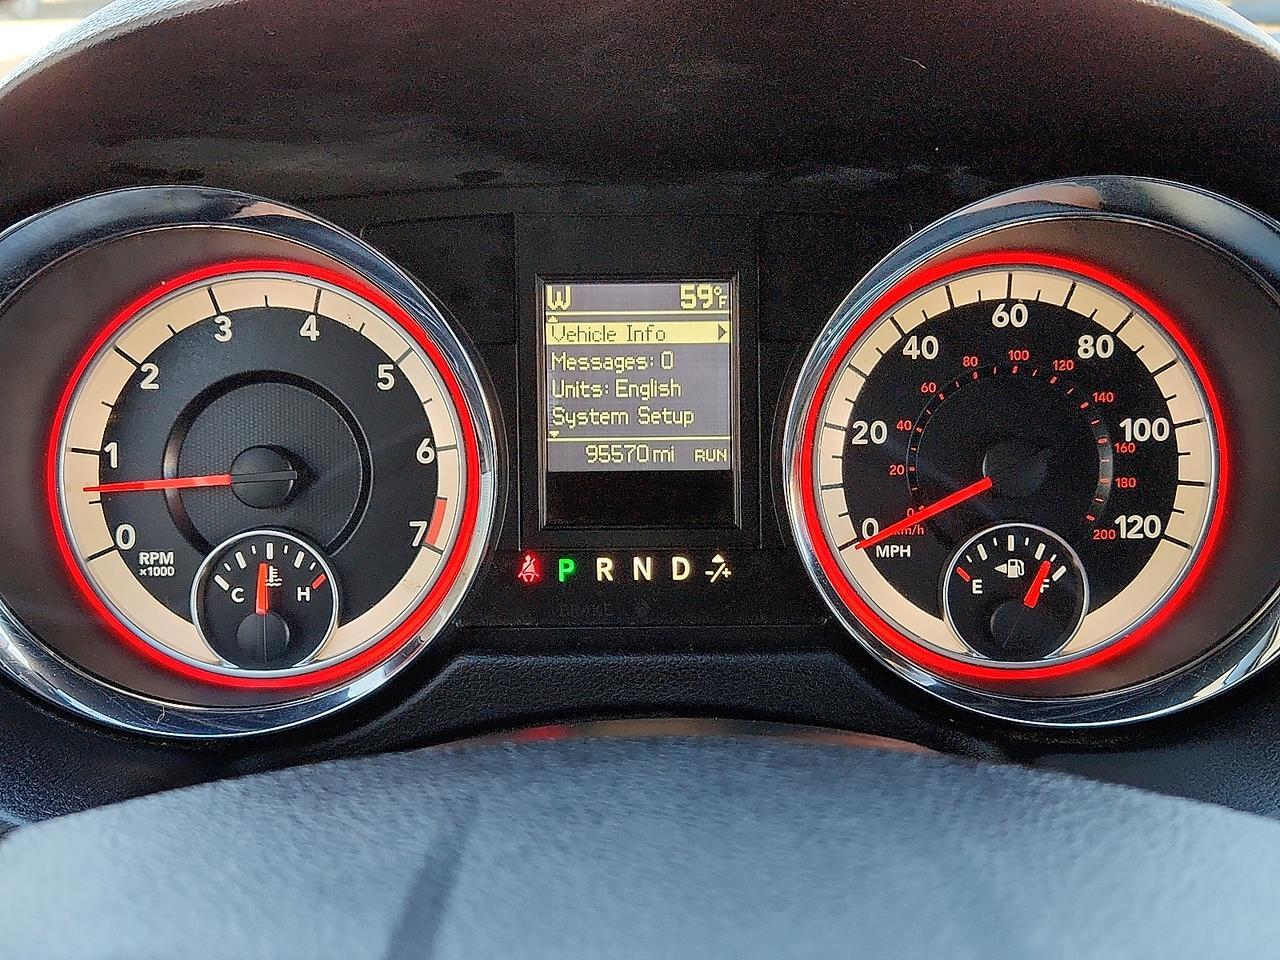 0
1
2
3
4
5
6
7
RPM
×1000
C
H
W 59°F
Vehicle Info
Messages: 0
Units: English
System Setup
95570 mi RUN
P R N D -/+
0
20
40
60
80
100
120
MPH
0
20
40
60
80
100
120
140
160
180
200
km/h
E
F